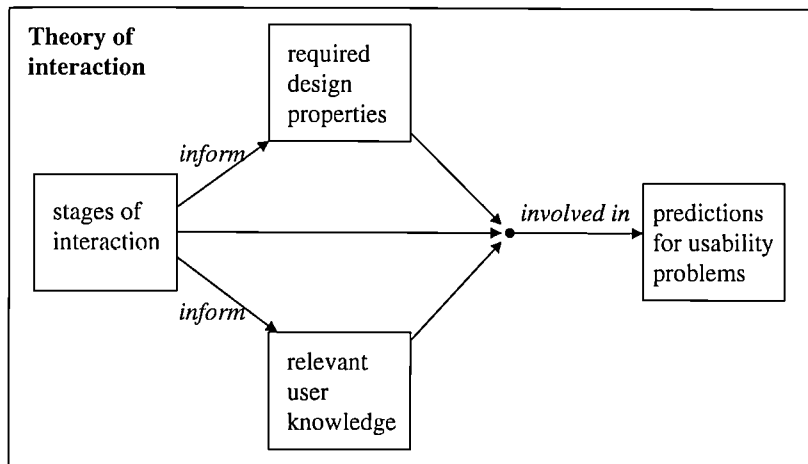 Theory of
interaction
required
design
properties
inform
stages of
interaction
involved in
predictions
for usability
problems
inform
relevant
user
knowledge